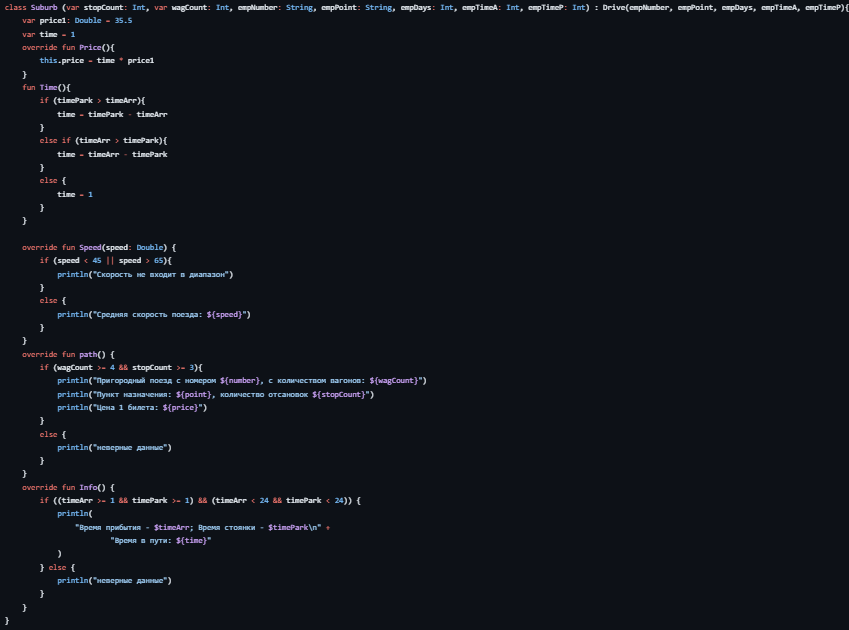 class Suburb (var stopCount: Int, var wagCount: Int, empNumber: String, empPoint: String, empDays: Int, empTimeA: Int, empTimeP: Int) : Drive(empNumber, empPoint, empDays, empTimeA, empTimeP){
    var price1: Double = 35.5
    var time = 1
    override fun Price(){
        this.price = time * price1
    }
    fun Time(){
        if (timePark > timeArr){
            time = timePark - timeArr
        }
        else if (timeArr > timePark){
            time = timeArr - timePark
        }
        else {
            time = 1
        }
    }

    override fun Speed(speed: Double) {
        if (speed < 45 || speed > 65){
            println("Скорость не входит в диапазон")
        }
        else {
            println("Средняя скорость поезда: ${speed}")
        }
    }
    override fun path() {
        if (wagCount >= 4 && stopCount >= 3){
            println("Пригородный поезд с номером ${number}, с количеством вагонов: ${wagCount}")
            println("Пункт назначения: ${point}, количество отсановок ${stopCount}")
            println("Цена 1 билета: ${price}")
        }
        else {
            println("неверные данные")
        }
    }
    override fun Info() {
        if ((timeArr >= 1 && timePark >= 1) && (timeArr < 24 && timePark < 24)) {
            println(
                "Время прибытия - $timeArr; Время стоянки - $timePark\n" +
                        "Время в пути: ${time}"
            )
        } else {
            println("неверные данные")
        }
    }
}